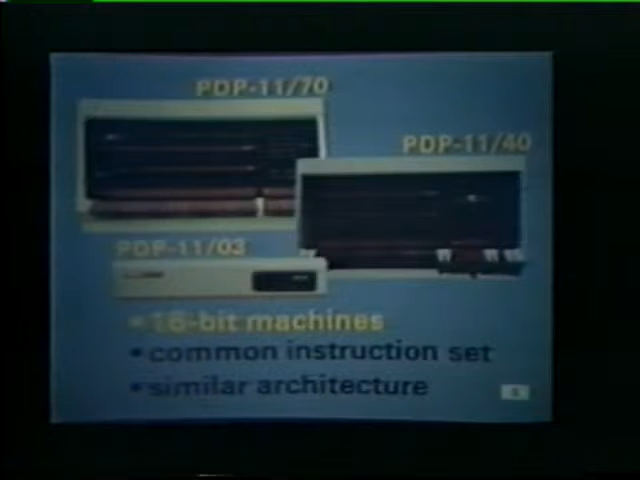 PDP-11/70
PDP-11/40
PDP-11/03
• 16-bit machines
• common instruction set
• similar architecture